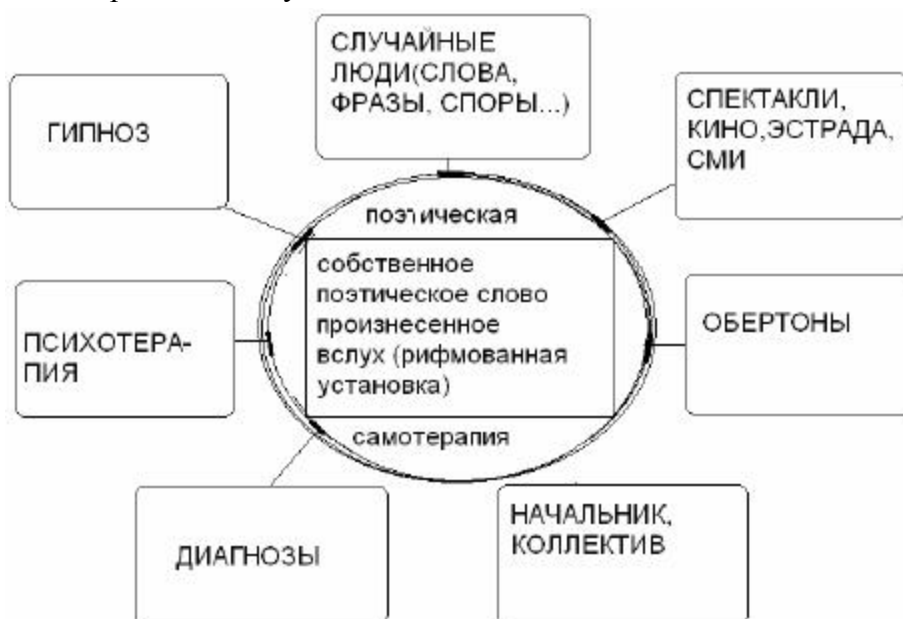 СЛУЧАЙНЫЕ
ЛЮДИ(СЛОВА,
ФРАЗЫ, СПОРЫ...)
ГИПНОЗ
СПЕКТАКЛИ,
КИНО,ЭСТРАДА,
СМИ
поэтическая
собственное
поэтическое слово
произнесенное
вслух (рифмованная
установка)
самотерапия
ПСИХОТЕРА-
ПИЯ
ОБЕРТОНЫ
ДИАГНОЗЫ
НАЧАЛЬНИК,
КОЛЛЕКТИВ